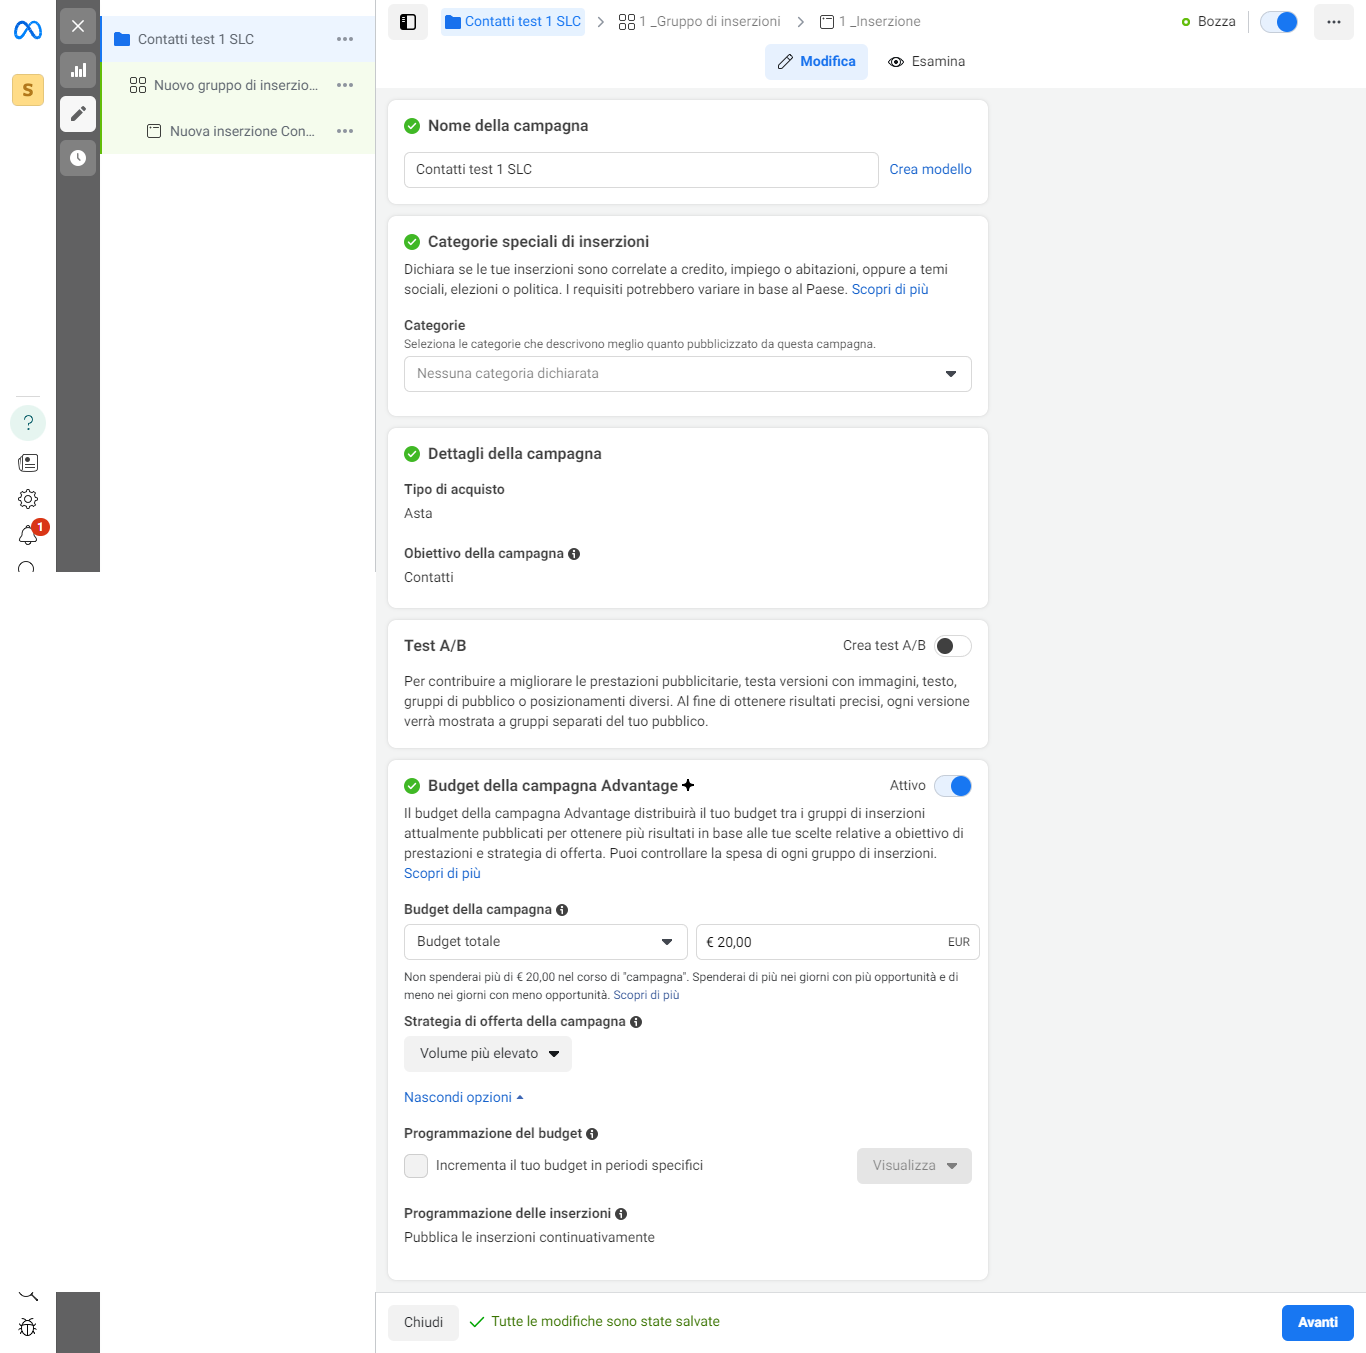 Contatti test 1 SLC
1 _Gruppo di inserzioni
1 _Inserzione
Bozza
Modifica
Esamina
S
Contatti test 1 SLC
Nuovo gruppo di inserzio...
Nuova inserzione Con...
?
1
Nome della campagna
Contatti test 1 SLC
Crea modello
Categorie speciali di inserzioni
Dichiara se le tue inserzioni sono correlate a credito, impiego o abitazioni, oppure a temi
sociali, elezioni o politica. I requisiti potrebbero variare in base al Paese. Scopri di più
Categorie
Seleziona le categorie che descrivono meglio quanto pubblicizzato da questa campagna.
Nessuna categoria dichiarata
Dettagli della campagna
Tipo di acquisto
Asta
Obiettivo della campagna
Contatti
Test A/B
Crea test A/B
Per contribuire a migliorare le prestazioni pubblicitarie, testa versioni con immagini, testo,
gruppi di pubblico o posizionamenti diversi. Al fine di ottenere risultati precisi, ogni versione
verrà mostrata a gruppi separati del tuo pubblico.
Budget della campagna Advantage
Attivo
Il budget della campagna Advantage distribuirà il tuo budget tra i gruppi di inserzioni
attualmente pubblicati per ottenere più risultati in base alle tue scelte relative a obiettivo di
prestazioni e strategia di offerta. Puoi controllare la spesa di ogni gruppo di inserzioni.
Scopri di più
Budget della campagna
Budget totale
€ 20,00
EUR
Non spenderai più di € 20,00 nel corso di "campagna". Spenderai di più nei giorni con più opportunità e di
meno nei giorni con meno opportunità. Scopri di più
Strategia di offerta della campagna
Volume più elevato
Nascondi opzioni
Programmazione del budget
Incrementa il tuo budget in periodi specifici
Visualizza
Programmazione delle inserzioni
Pubblica le inserzioni continuativamente
Chiudi
Tutte le modifiche sono state salvate
Avanti